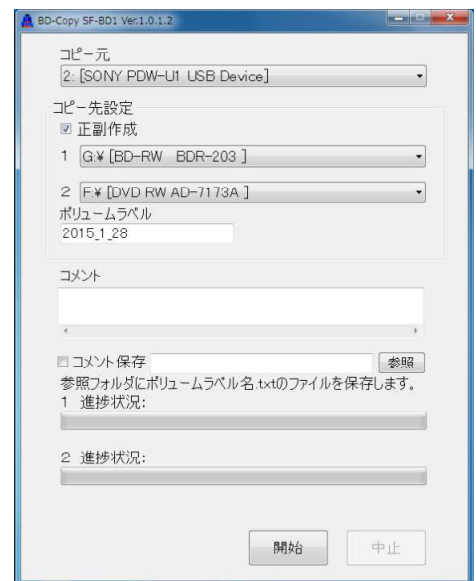 BD-Copy SF-BD1 Ver.1.0.1.2
コピー元
2: [SONY PDW-U1 USB Device]
コピー先設定
正副作成
1 G:¥ [BD-RW BDR-203 ]
2 F:¥ [DVD RW AD-7173A ]
ボリュームラベル
2015_1_28
コメント
コメント保存 参照
参照フォルダにボリュームラベル名.txtのファイルを保存します。
1 進捗状況:
2 進捗状況:
開始 中止